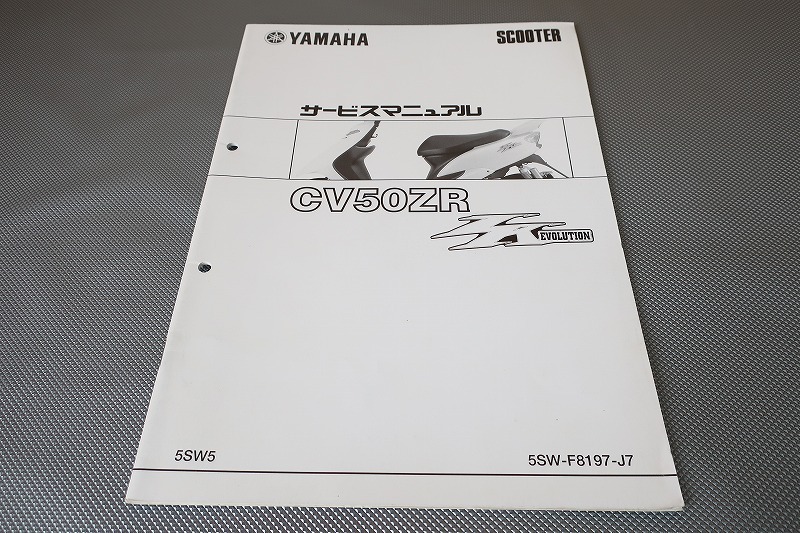 YAMAHA
SCOOTER
サービスマニュアル
CV50ZR
EVOLUTION
5SW5
5SW-F8197-J7